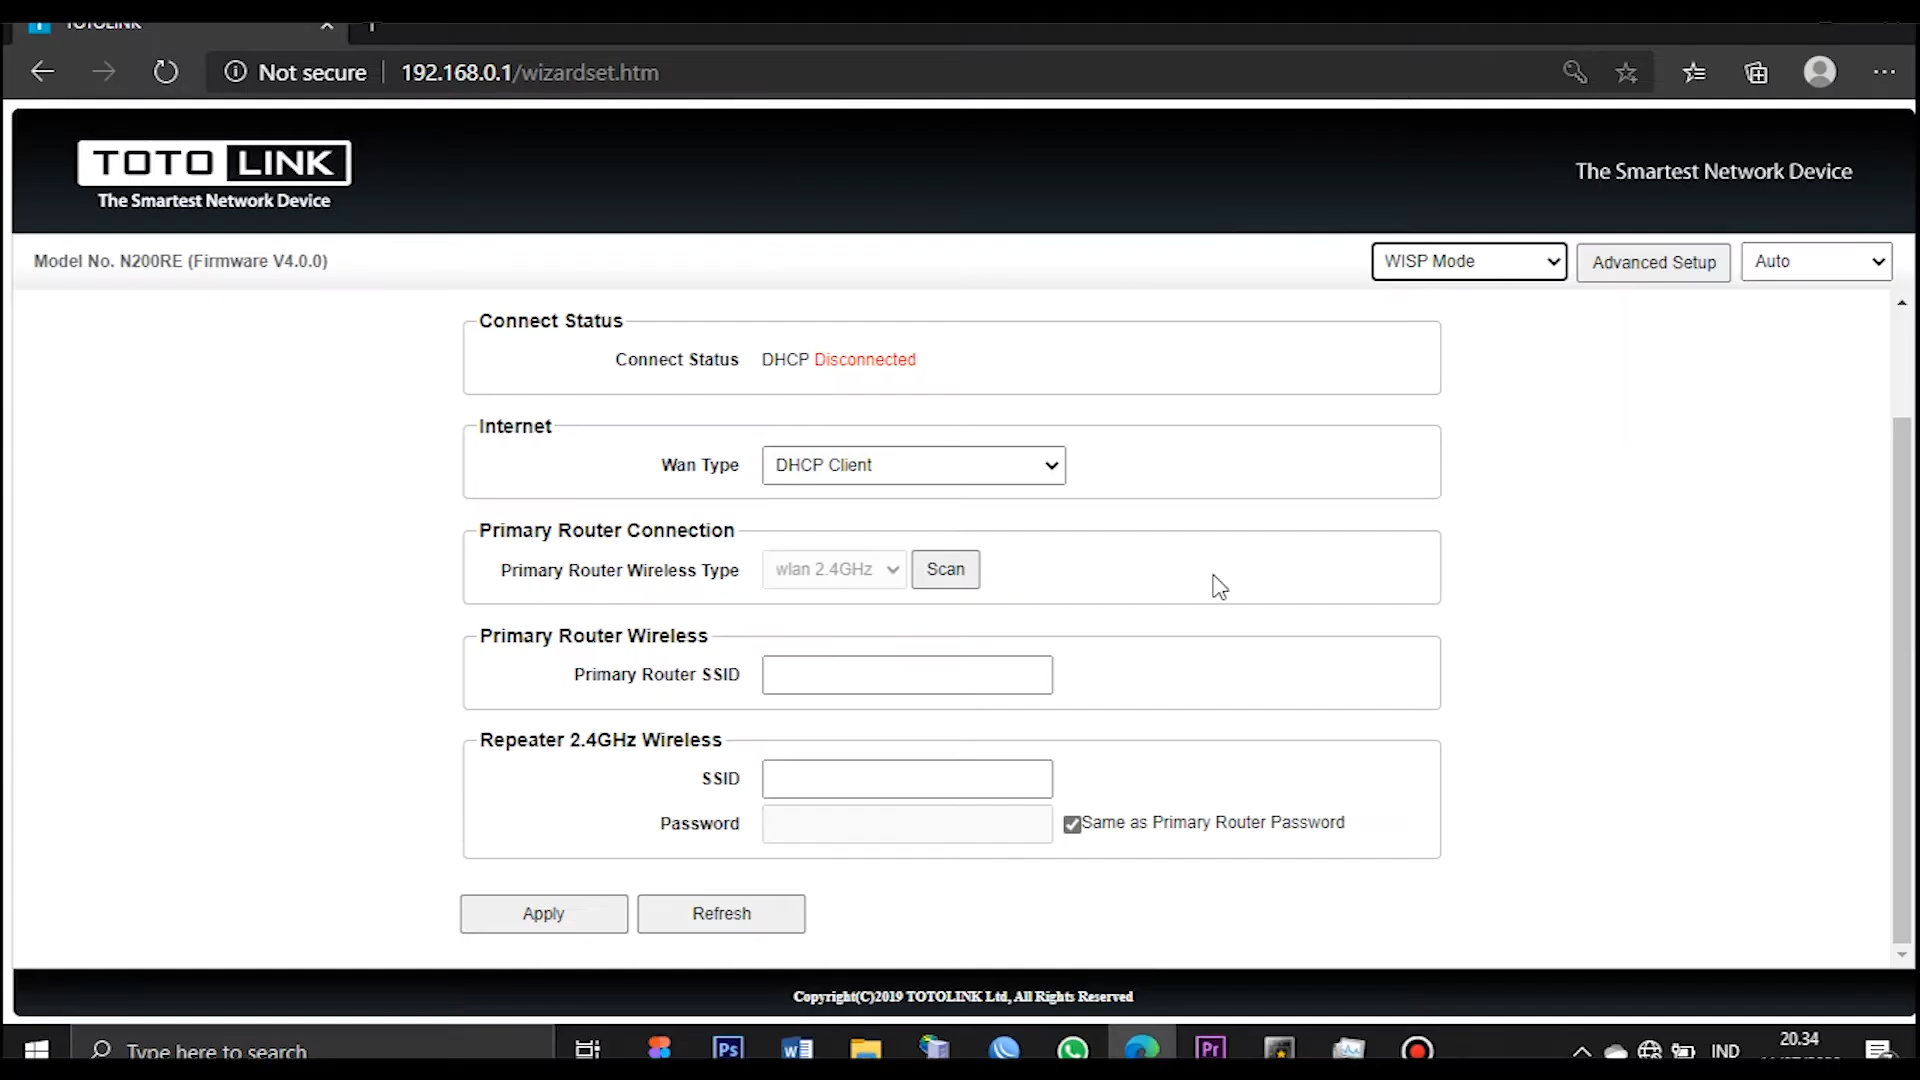 TOTOLINK
Not secure
192.168.0.1/wizardset.htm
TOTO LINK
The Smartest Network Device
The Smartest Network Device
Model No. N200RE (Firmware V4.0.0)
WISP Mode
Advanced Setup
Auto
Connect Status
Connect Status DHCP Disconnected
Internet
Wan Type DHCP Client
Primary Router Connection
Primary Router Wireless Type wlan 2.4GHz Scan
Primary Router Wireless
Primary Router SSID
Repeater 2.4GHz Wireless
SSID
Password Same as Primary Router Password
Apply Refresh
Copyright(C)2019 TOTOLINK Ltd, All Rights Reserved
Type here to search
Ps
W
Pr
IND
20.34